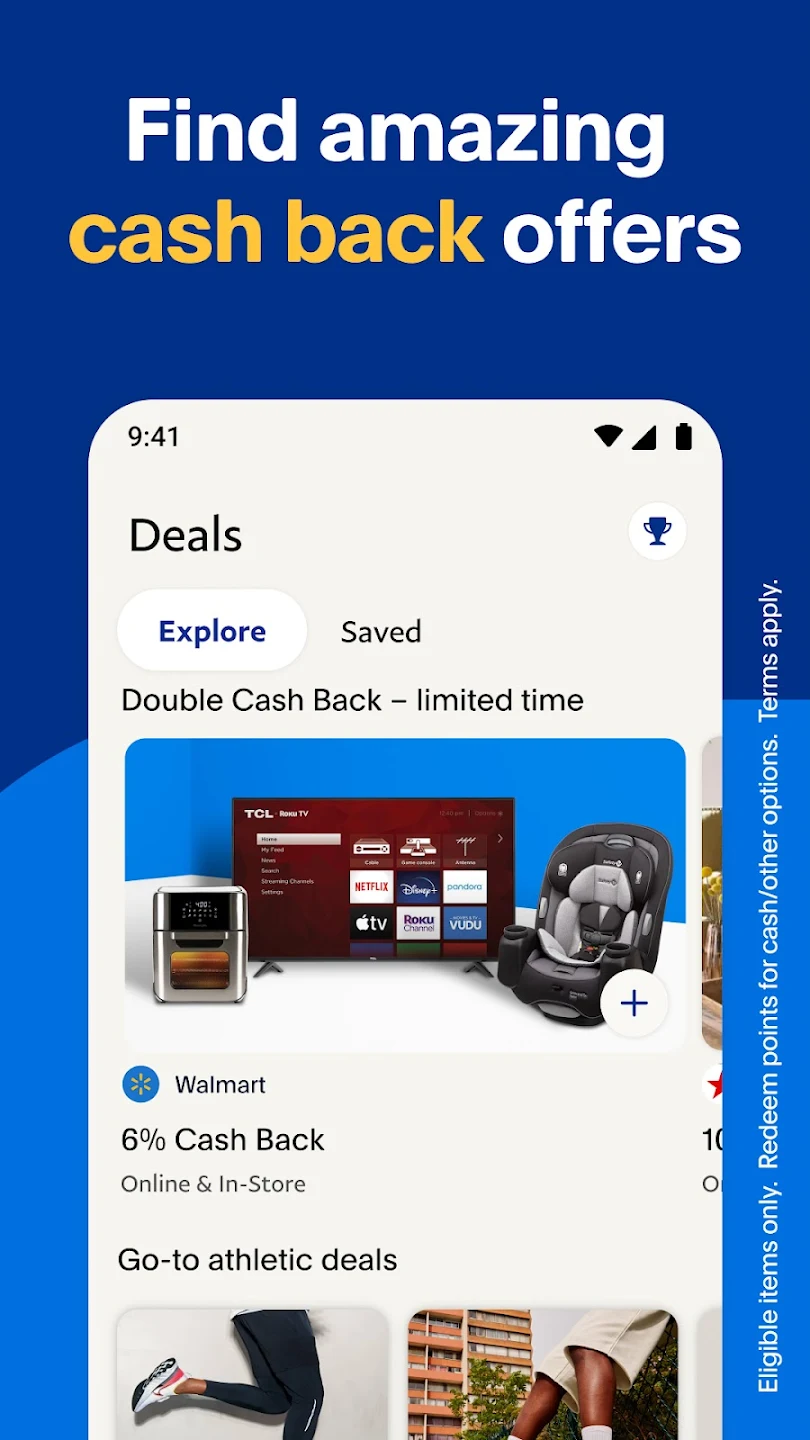 Find amazing
cash back offers
9:41
Deals
Explore
Saved
Double Cash Back – limited time
TCL · Roku TV
Home
My Feed
News
Search
Streaming Channels
Settings
Cable
Game console
Antenna
NETFLIX
Disney+
pandora
tv
Roku
Channel
MOVIES & TV
VUDU
TCL
Walmart
6% Cash Back
Online & In-Store
Go-to athletic deals
Eligible items only. Redeem points for cash/other options. Terms apply.